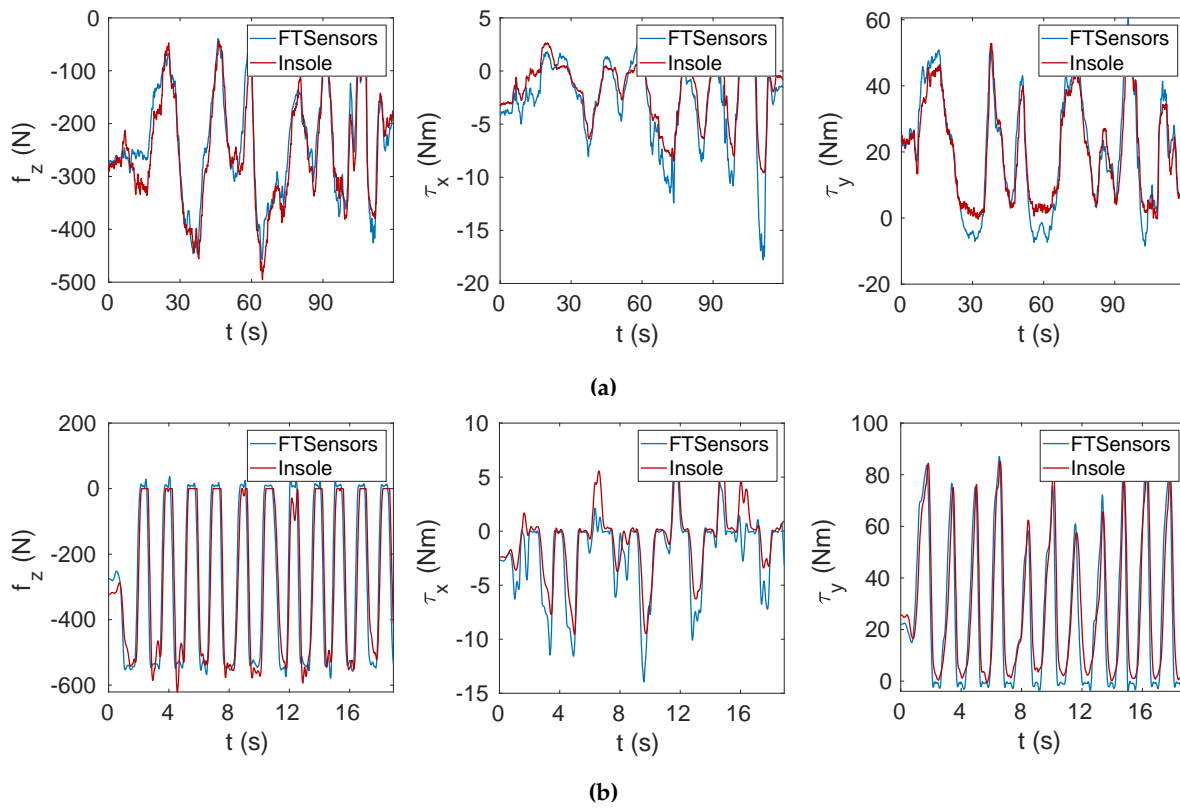 0
-100
-200
-300
-400
-500
f_z (N)
0 30 60 90
t (s)
FTSensors
Insole
5
0
-5
-10
-15
-20
τ_x (Nm)
0 30 60 90
t (s)
FTSensors
Insole
60
40
20
0
-20
τ_y (Nm)
0 30 60 90
t (s)
FTSensors
Insole
(a)
200
0
-200
-400
-600
f_z (N)
0 4 8 12 16
t (s)
FTSensors
Insole
10
5
0
-5
-10
-15
τ_x (Nm)
0 4 8 12 16
t (s)
FTSensors
Insole
100
80
60
40
20
0
τ_y (Nm)
0 4 8 12 16
t (s)
FTSensors
Insole
(b)